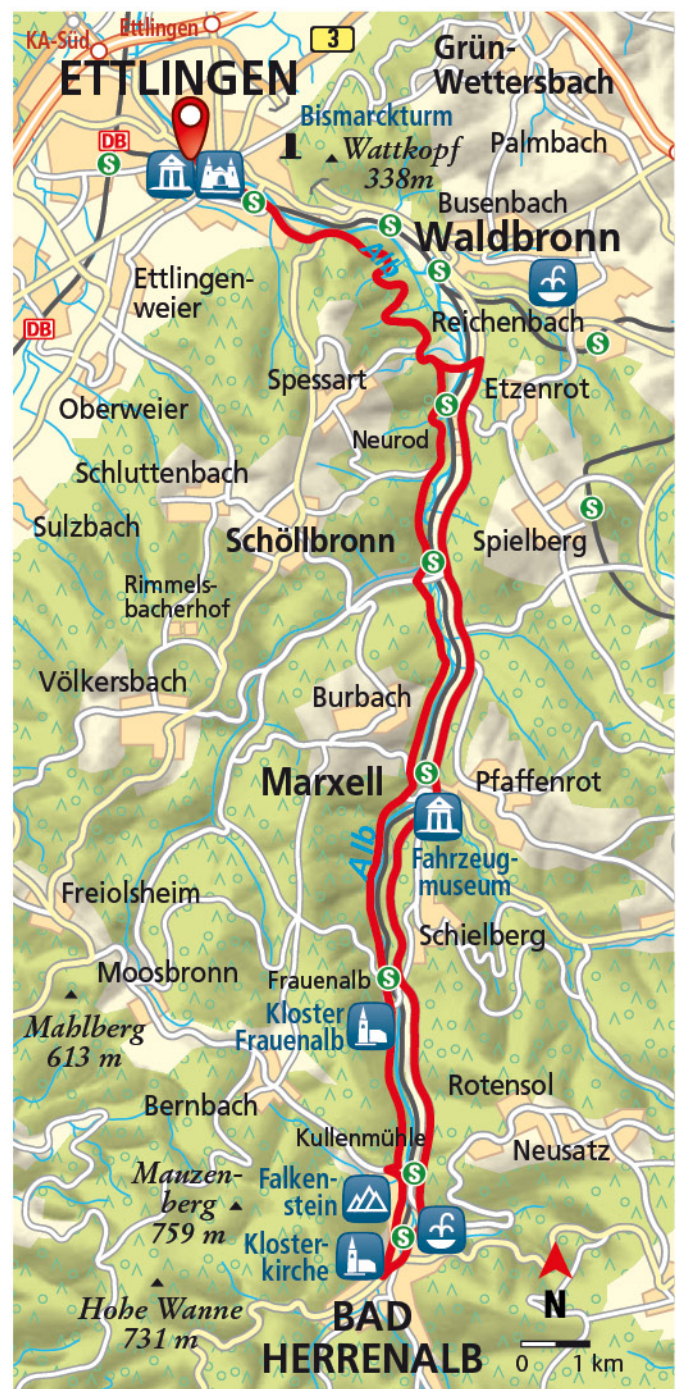 KA-Süd
Ettlingen
3
ETTLINGEN
Grün-
Wettersbach
DB
S
Bismarckturm
Wattkopf
338m
Palmbach
S
Busenbach
S
Waldbronn
Alb
S
Ettlingen-
weier
DB
Reichenbach
S
Spessart
Etzenrot
Oberweier
S
Neurod
Schluttenbach
S
Sulzbach
Schöllbronn
Spielberg
S
Rimmels-
bacherhof
Völkersbach
Burbach
Marxzell
S
Pfaffenrot
Alb
Fahrzeug-
museum
Freiolsheim
Schielberg
Moosbronn
Frauenalb
S
Mahlberg
613 m
Kloster
Frauenalb
Bernbach
Rotensol
Kullenmühle
Neusatz
S
Mauzen-
berg
759 m
Falken-
stein
S
Kloster-
kirche
Hohe Wanne
731 m
BAD
HERRENALB
N
0 1 km